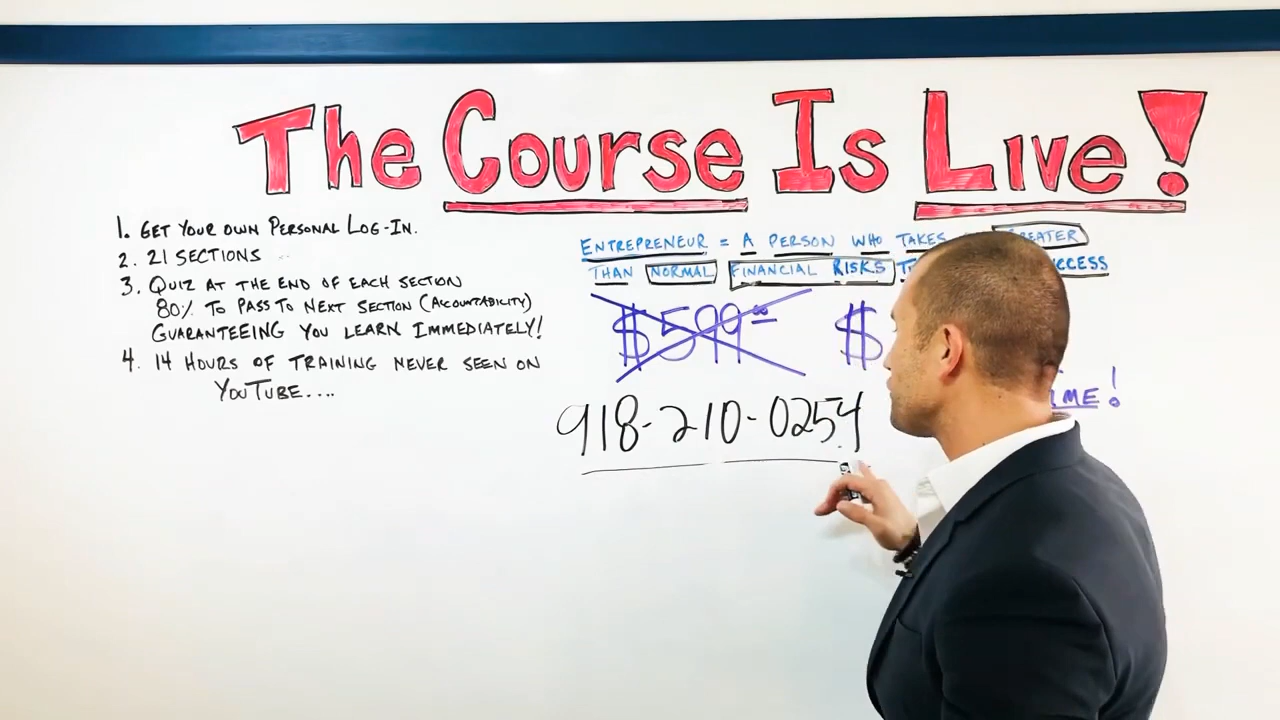 The Course Is Live!
1. Get Your Own Personal Log-In.
2. 21 Sections
3. Quiz at the end of each section
80% To Pass To Next Section (Accountability)
Guaranteeing You Learn Immediately!
4. 14 Hours of Training Never Seen on
YouTube....
Entrepreneur = A Person Who Takes
Than Normal Financial Risks
$599.00 $
918-210-0254